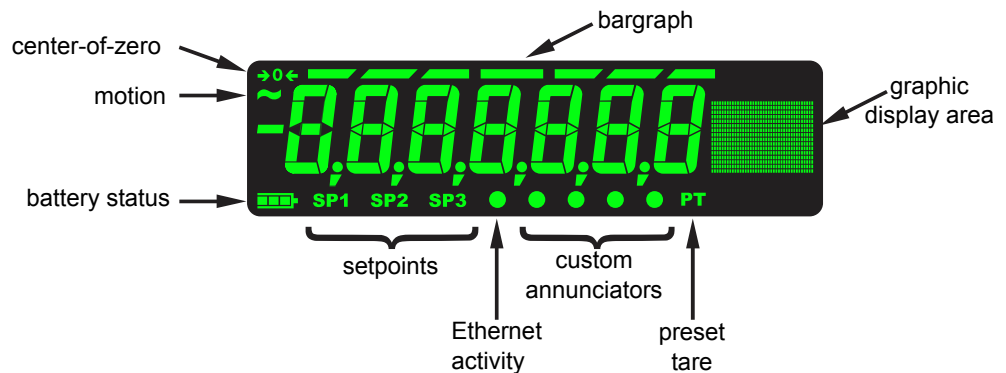 bargraph
center-of-zero
→0←
motion
graphic
display area
battery status
SP1 SP2 SP3 PT
setpoints
custom
annunciators
Ethernet
activity
preset
tare